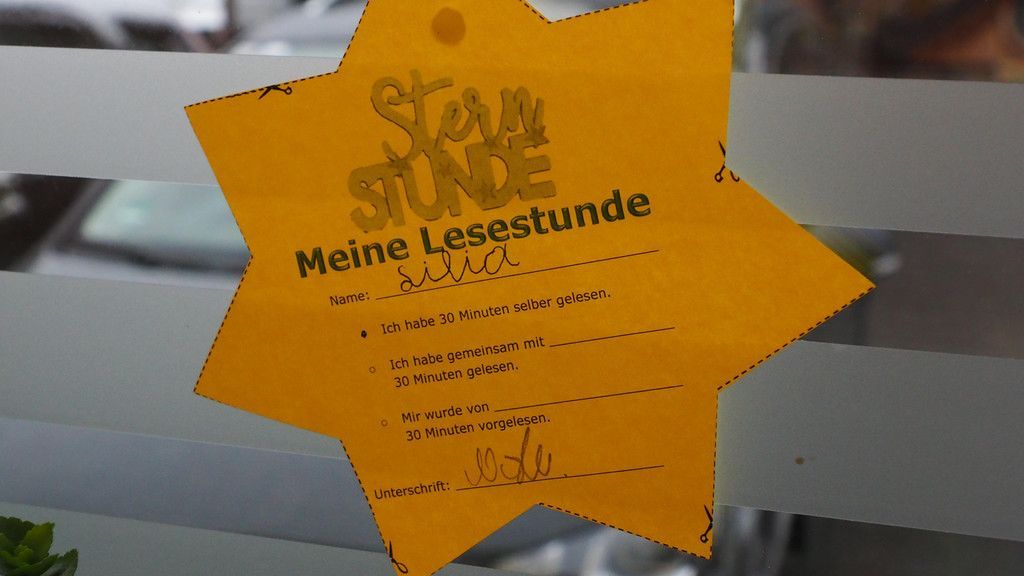 Stern
STUNDE
Meine Lesestunde
Name: Silia
Ich habe 30 Minuten selber gelesen.
Ich habe gemeinsam mit
30 Minuten gelesen.
Mir wurde von
30 Minuten vorgelesen.
Unterschrift: